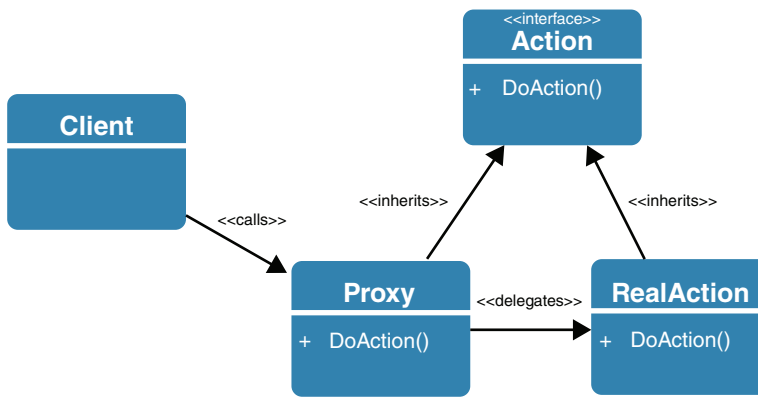 <<interface>>
Action
+ DoAction()
Client
<<calls>>
<<inherits>>
<<inherits>>
Proxy
+ DoAction()
<<delegates>>
RealAction
+ DoAction()